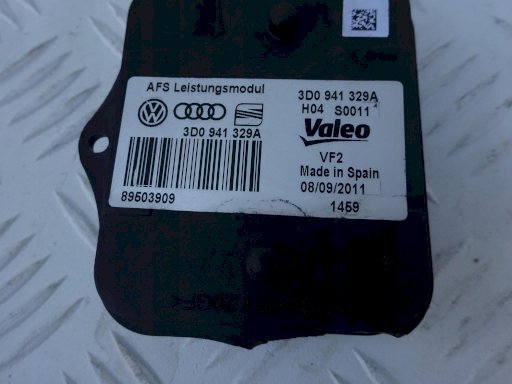 AFS Leistungsmodul
3D0 941 329A
89503909
3D0 941 329A
H04 S0011
Valeo
VF2
Made in Spain
08/09/2011
1459